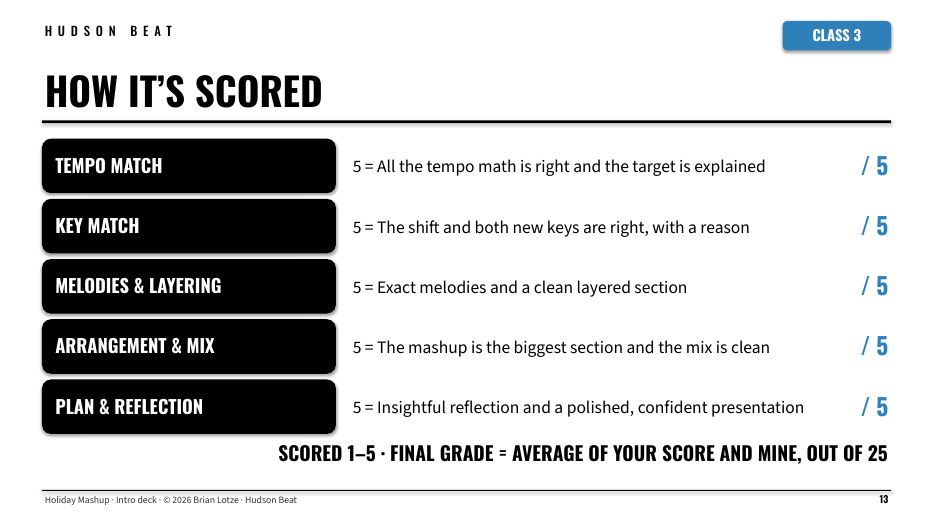 HUDSON BEAT
CLASS 3
HOW IT’S SCORED
TEMPO MATCH
5 = All the tempo math is right and the target is explained
/ 5
KEY MATCH
5 = The shift and both new keys are right, with a reason
/ 5
MELODIES & LAYERING
5 = Exact melodies and a clean layered section
/ 5
ARRANGEMENT & MIX
5 = The mashup is the biggest section and the mix is clean
/ 5
PLAN & REFLECTION
5 = Insightful reflection and a polished, confident presentation
/ 5
SCORED 1–5 · FINAL GRADE = AVERAGE OF YOUR SCORE AND MINE, OUT OF 25
Holiday Mashup · Intro deck · © 2026 Brian Lotze · Hudson Beat
13